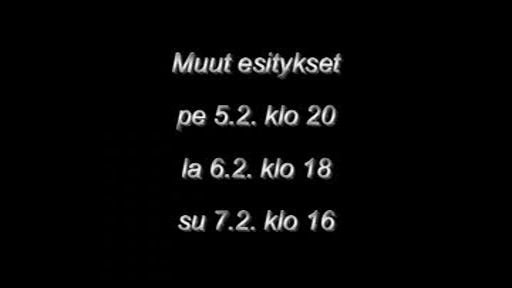 Muut esitykset
pe 5.2. klo 20
la 6.2. klo 18
su 7.2. klo 16